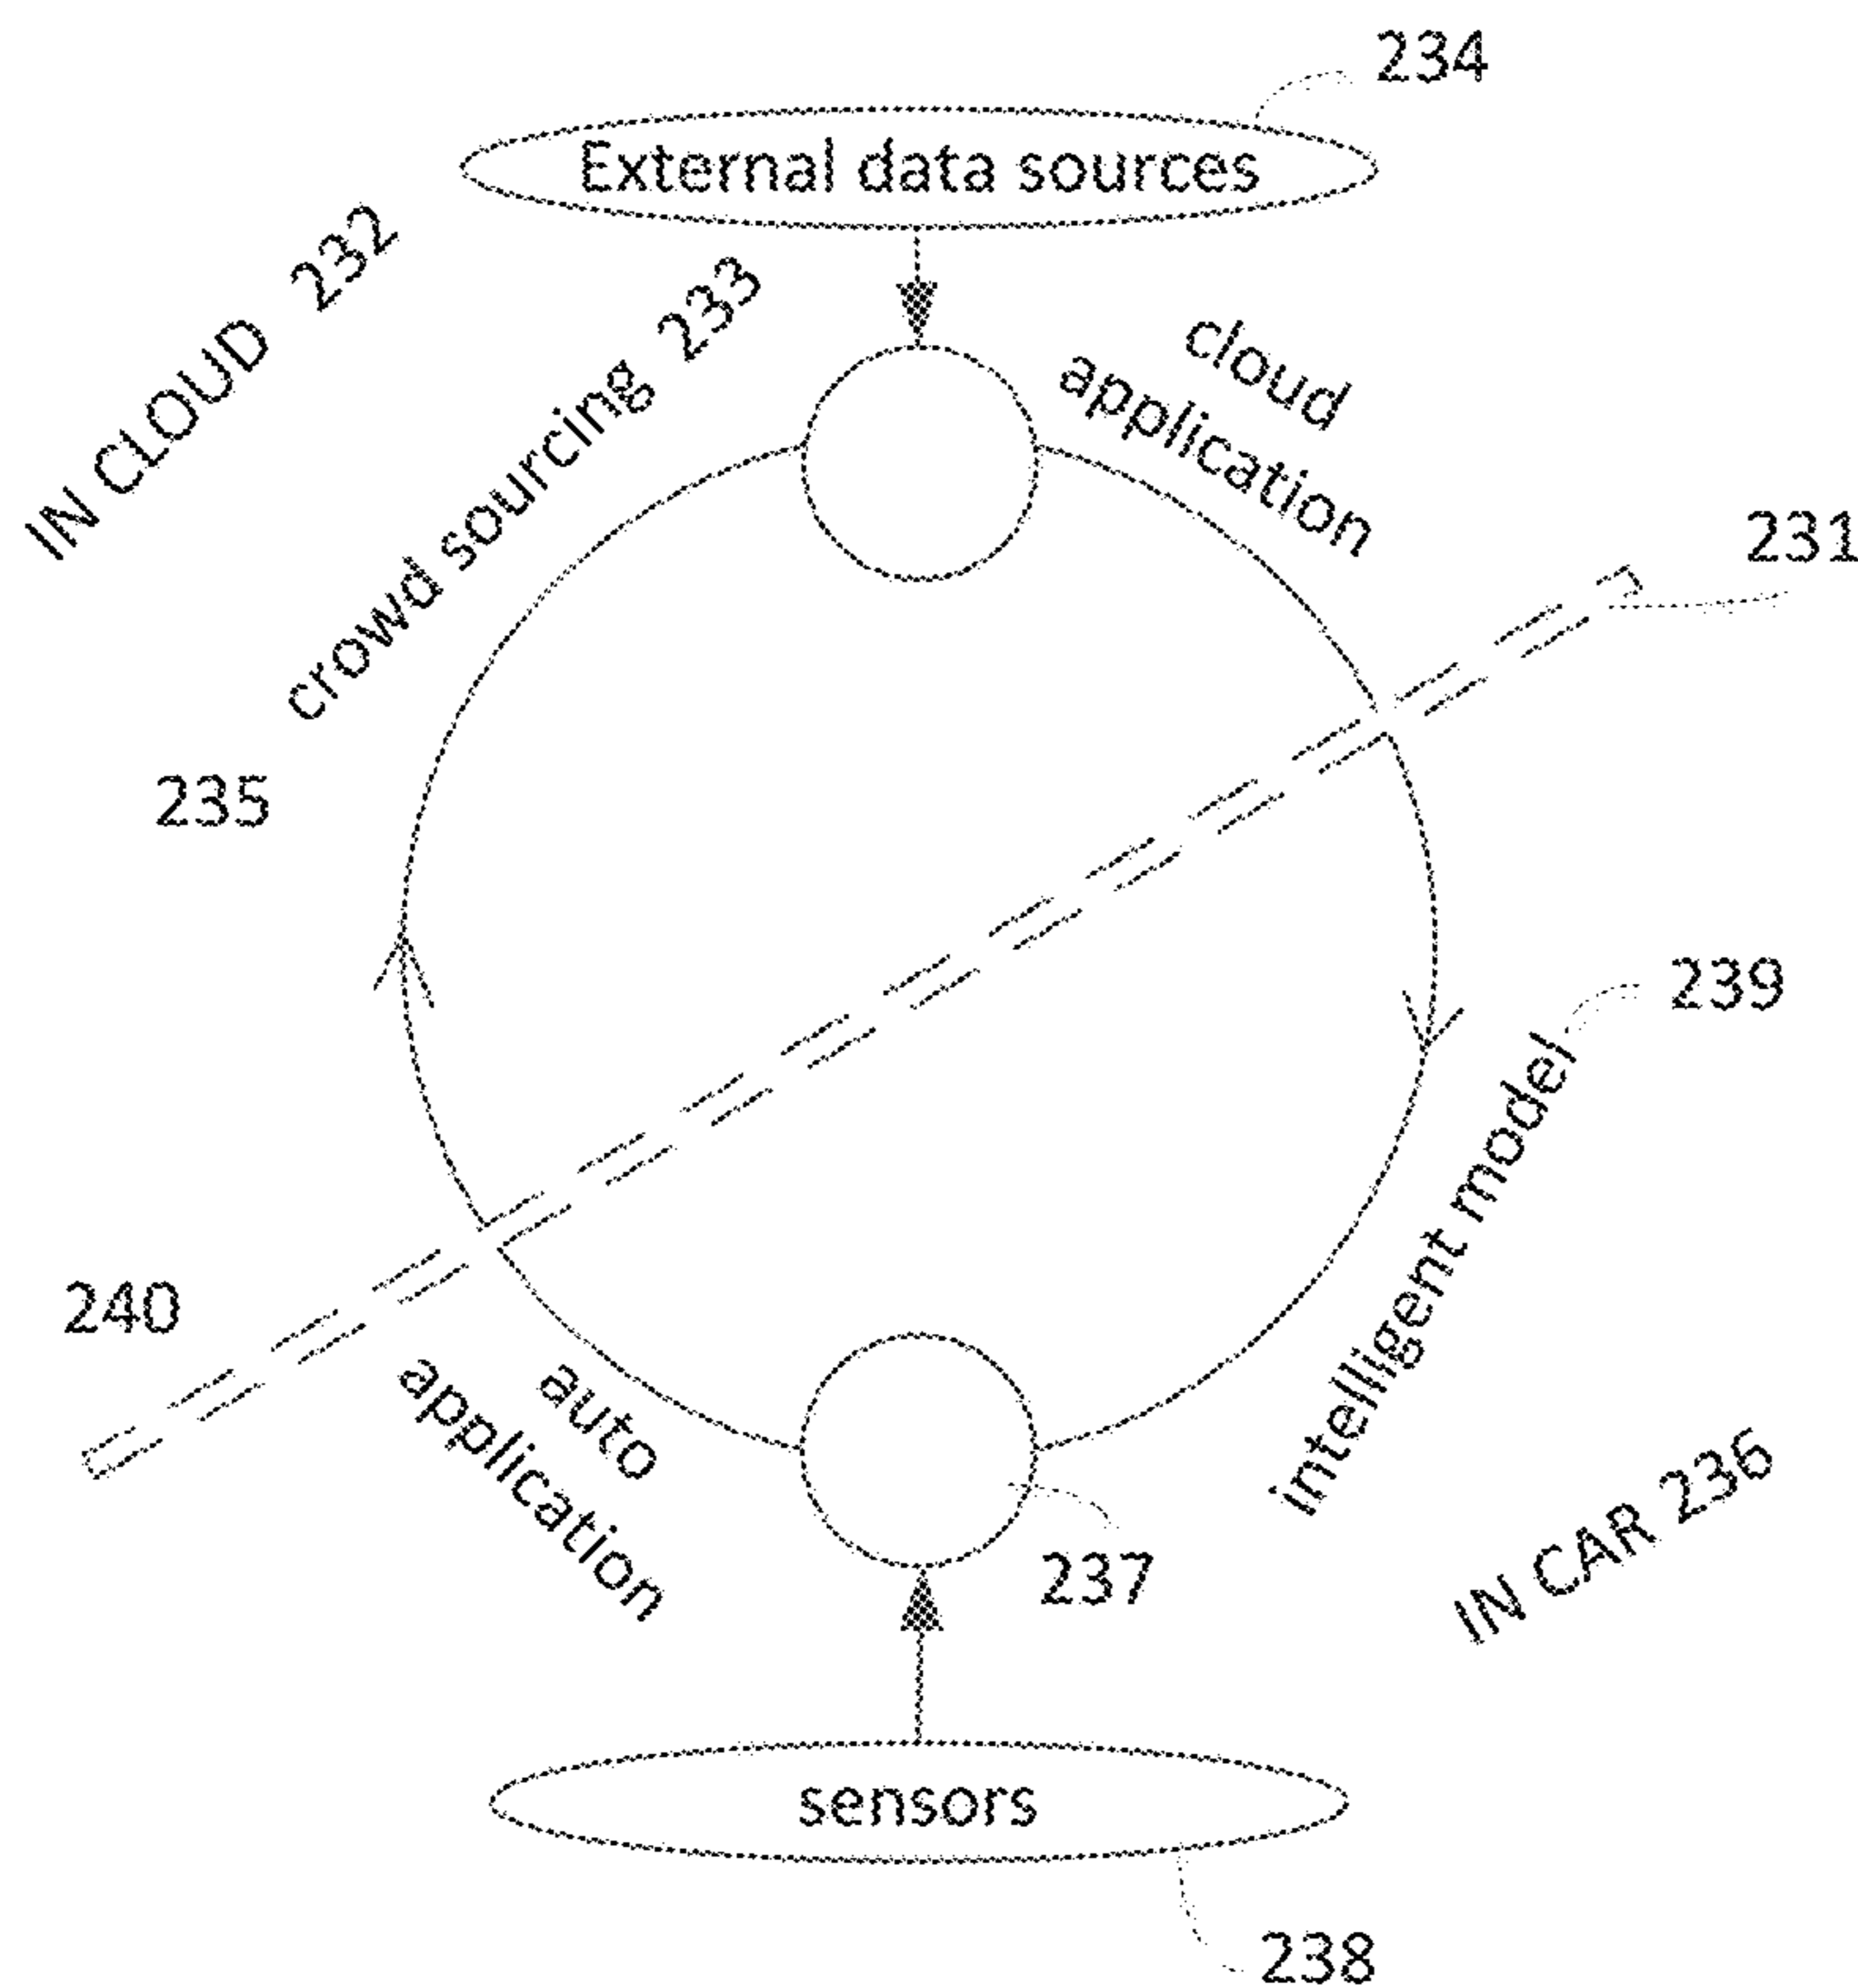 234
External data sources
IN CLOUD 232
crowd sourcing 233
cloud
application
231
235
239
intelligent model
240
auto
application
237
IN CAR 236
sensors
238